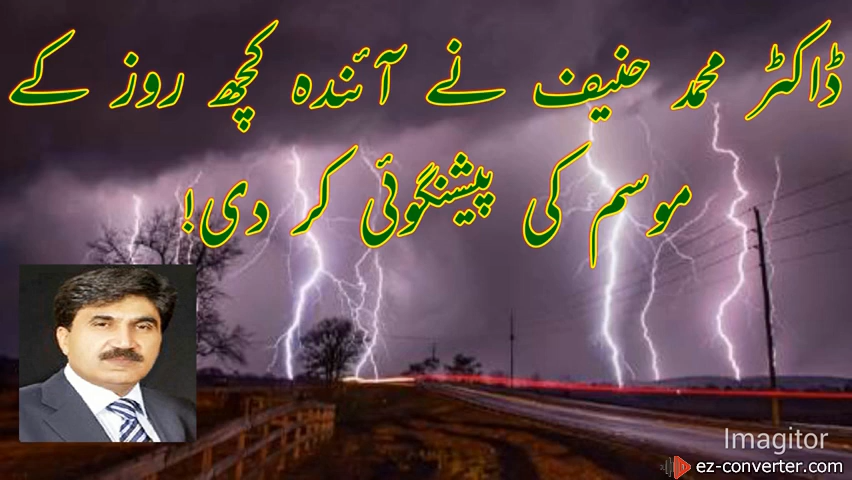 ڈاکٹر محمد حنیف نے آئندہ کچھ روز کے
موسم کی پیشنگوئی کر دی!
Imagitor
ez-converter.com